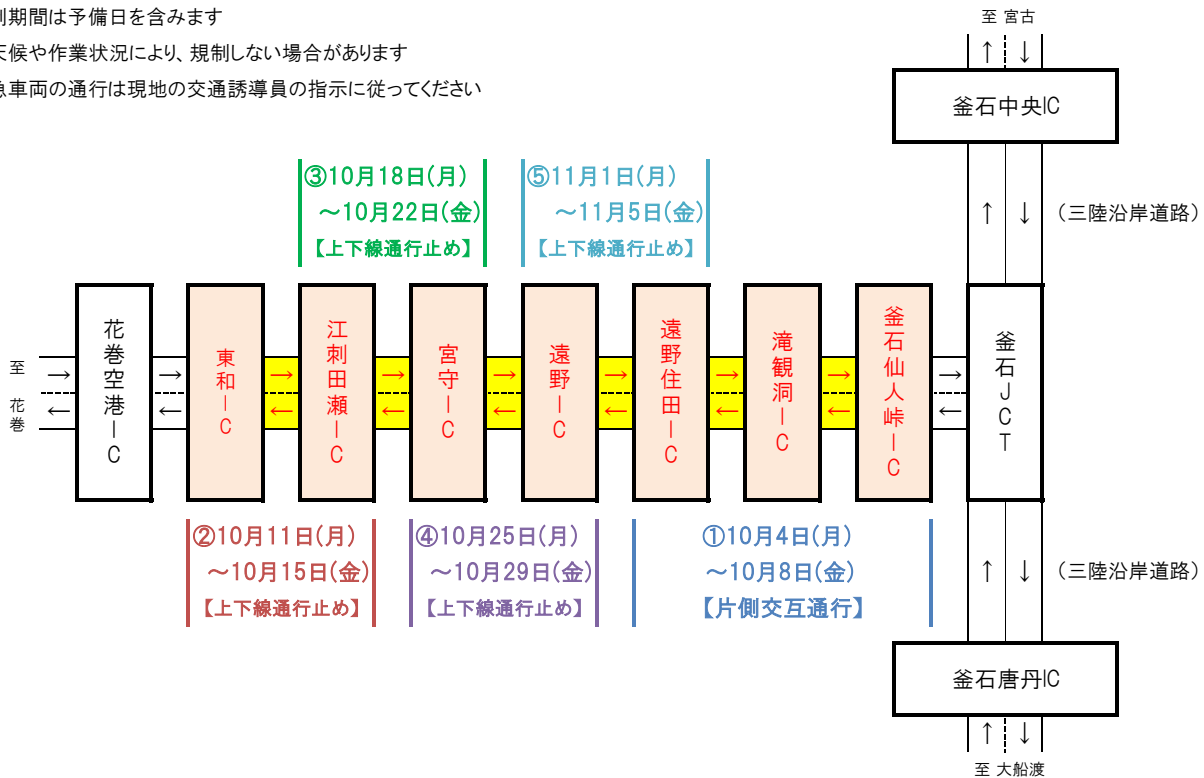 期間は予備日を含みます
天候や作業状況により、規制しない場合があります
急車両の通行は現地の交通誘導員の指示に従ってください
至 宮古
↑ ↓
釜石中央IC
③10月18日(月)
～10月22日(金)
【上下線通行止め】
⑤11月1日(月)
～11月5日(金)
【上下線通行止め】
↑ ↓
(三陸沿岸道路)
至
花巻
→
←
花巻空港IC
→
←
東和IC
→
←
江刺田瀬IC
→
←
宮守IC
→
←
遠野IC
→
←
遠野住田IC
→
←
滝観洞IC
→
←
釜石仙人峠IC
→
←
釜石JCT
②10月11日(月)
～10月15日(金)
【上下線通行止め】
④10月25日(月)
～10月29日(金)
【上下線通行止め】
①10月4日(月)
～10月8日(金)
【片側交互通行】
↑ ↓
(三陸沿岸道路)
釜石唐丹IC
↑ ↓
至 大船渡